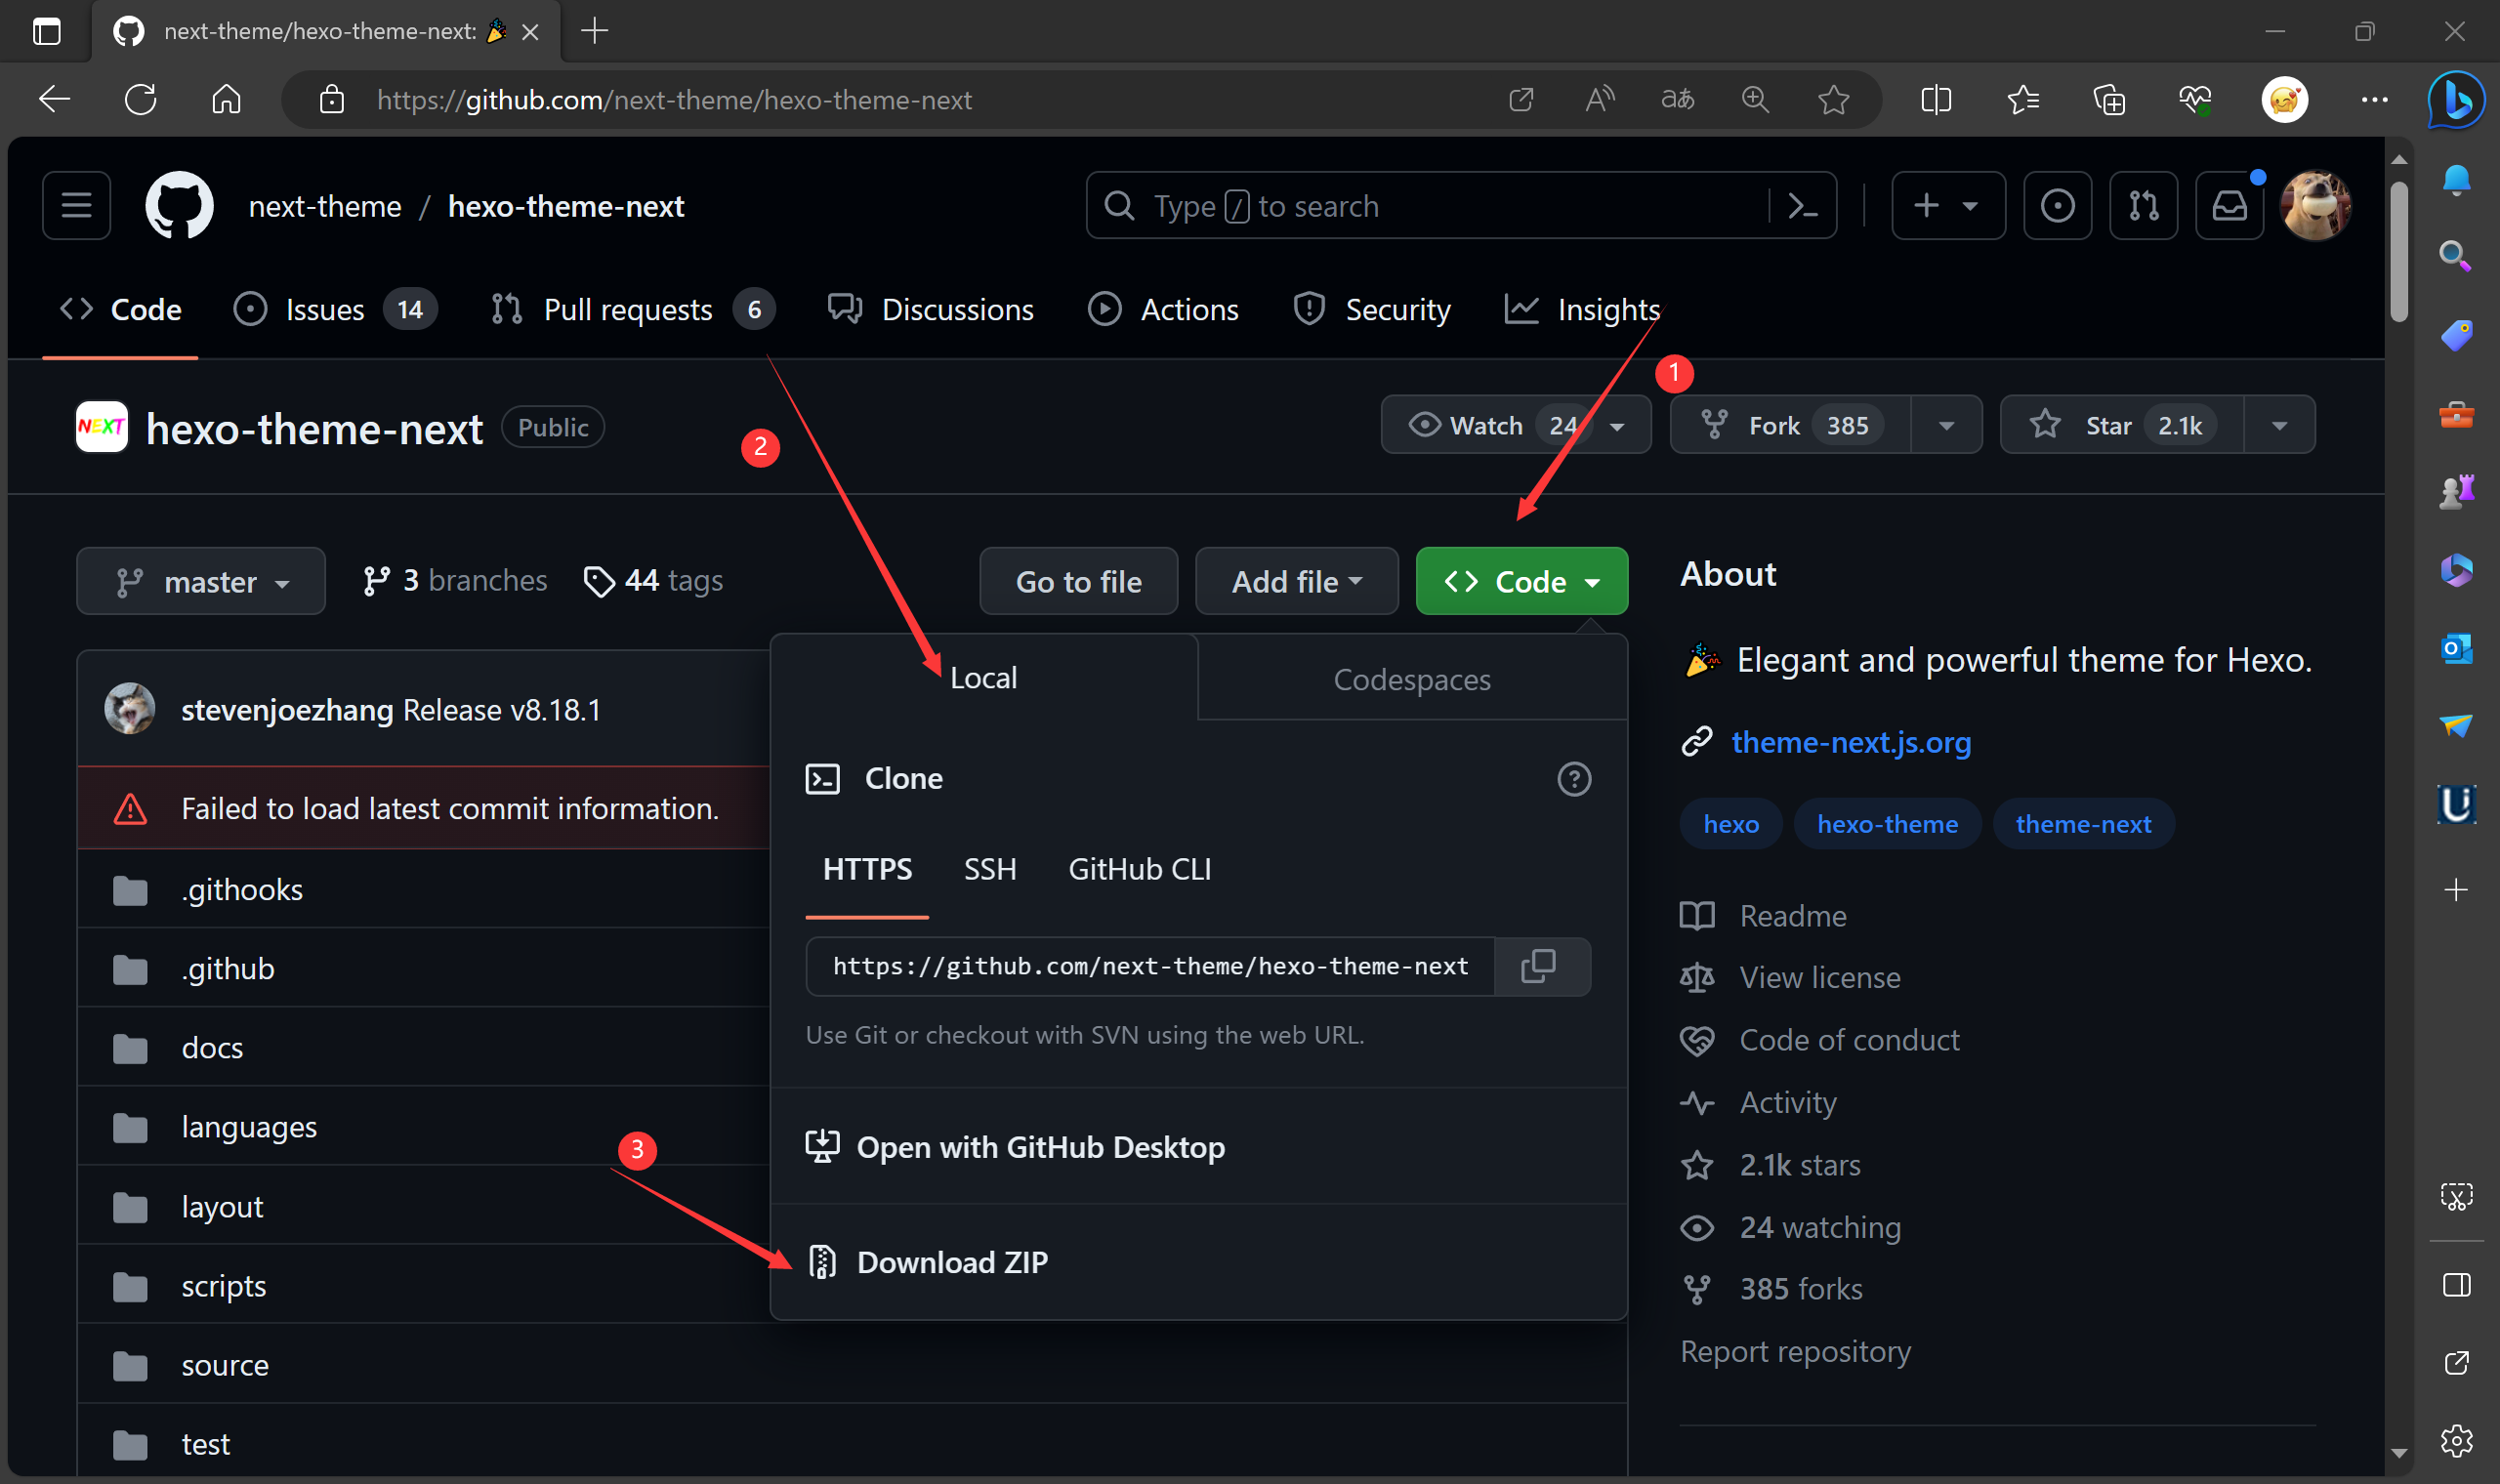 next-theme/hexo-theme-next: 🎉
https://github.com/next-theme/hexo-theme-next
next-theme / hexo-theme-next
Type / to search
Code
Issues 14
Pull requests 6
Discussions
Actions
Security
Insights
1
2
NEXT hexo-theme-next Public
Watch 24
Fork 385
Star 2.1k
master
3 branches
44 tags
Go to file
Add file
Code
Local
Codespaces
stevenjoezhang Release v8.18.1
Failed to load latest commit information.
.githooks
.github
docs
languages
layout
scripts
source
test
Clone
HTTPS SSH GitHub CLI
https://github.com/next-theme/hexo-theme-next
Use Git or checkout with SVN using the web URL.
Open with GitHub Desktop
3
Download ZIP
About
🎉 Elegant and powerful theme for Hexo.
theme-next.js.org
hexo hexo-theme theme-next
Readme
View license
Code of conduct
Activity
2.1k stars
24 watching
385 forks
Report repository